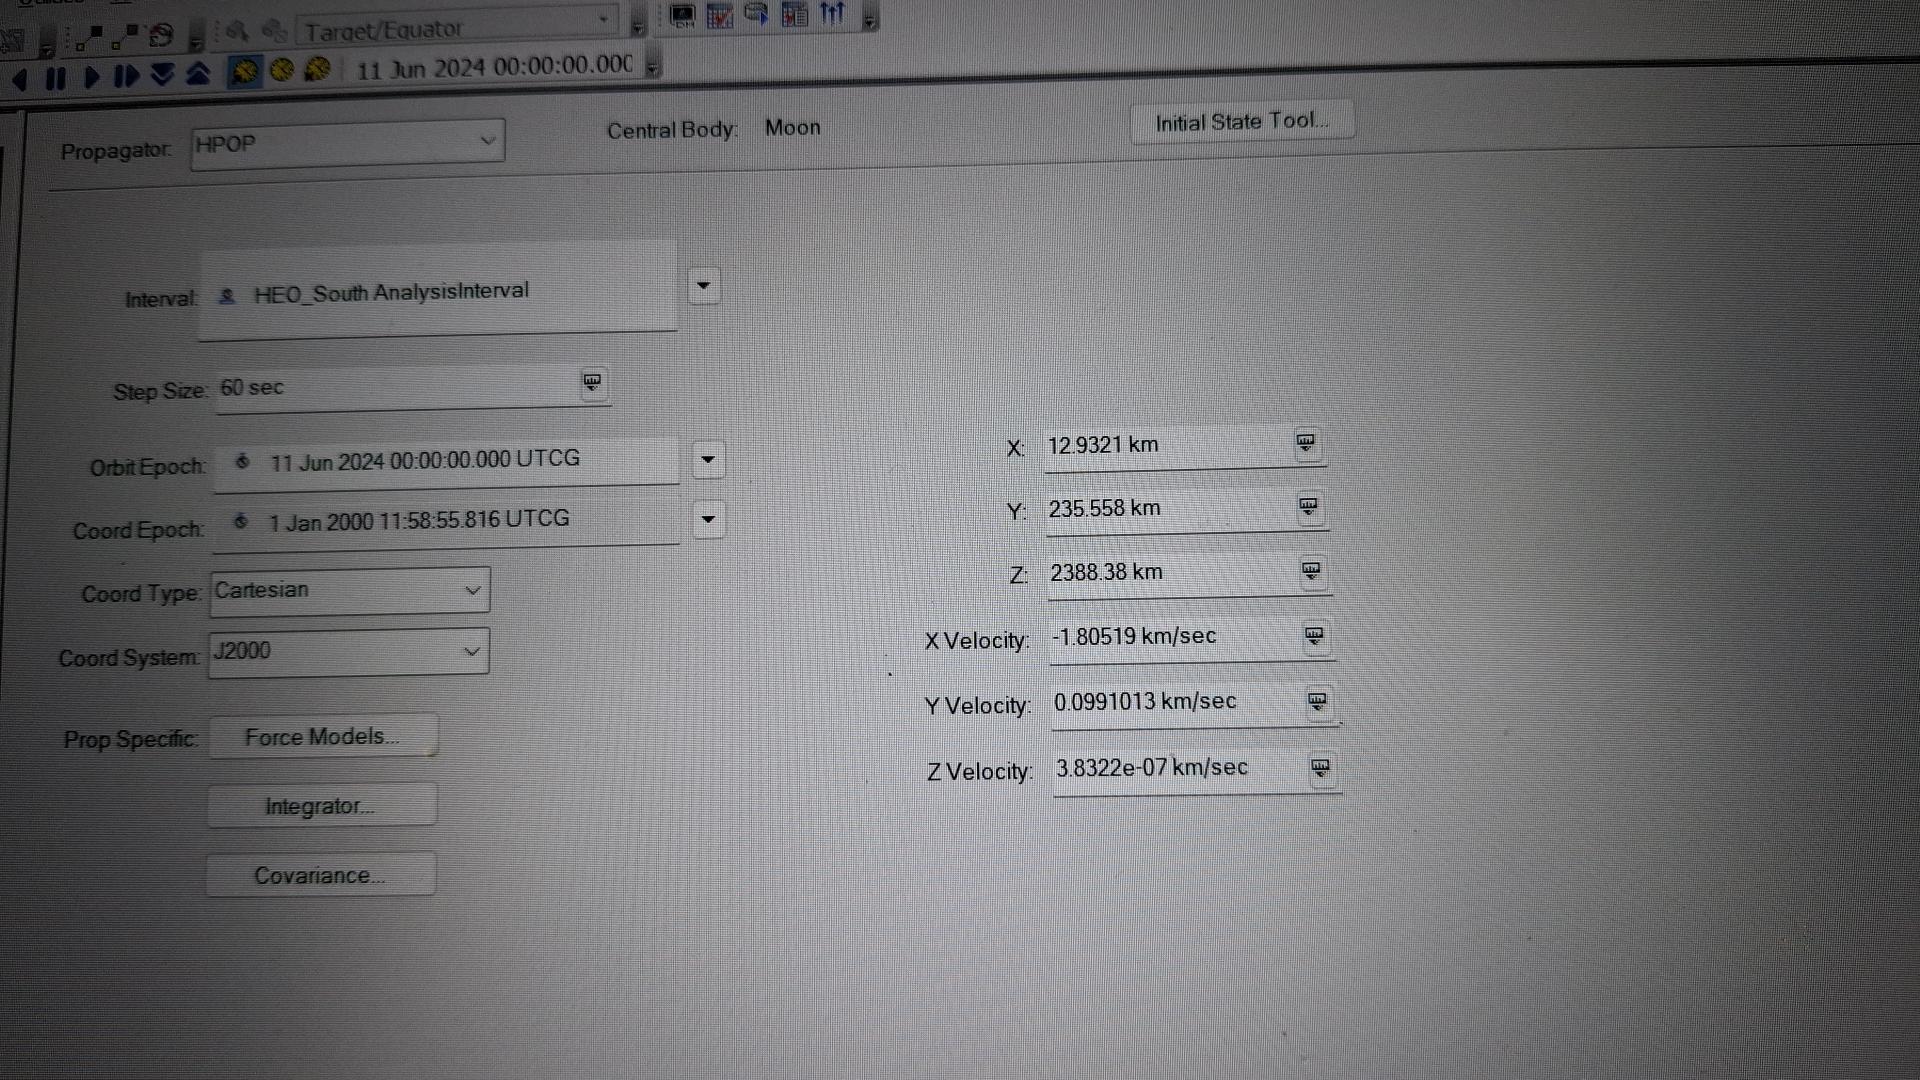 Target/Equator
11 Jun 2024 00:00:00.000
Propagator: HPOP
Central Body: Moon
Initial State Tool...
Interval: HEO_South AnalysisInterval
Step Size: 60 sec
Orbit Epoch: 11 Jun 2024 00:00:00.000 UTCG
Coord Epoch: 1 Jan 2000 11:58:55.816 UTCG
Coord Type: Cartesian
Coord System: J2000
Prop Specific: Force Models...
Integrator...
Covariance...
X: 12.9321 km
Y: 235.558 km
Z: 2388.38 km
X Velocity: -1.80519 km/sec
Y Velocity: 0.0991013 km/sec
Z Velocity: 3.8322e-07 km/sec